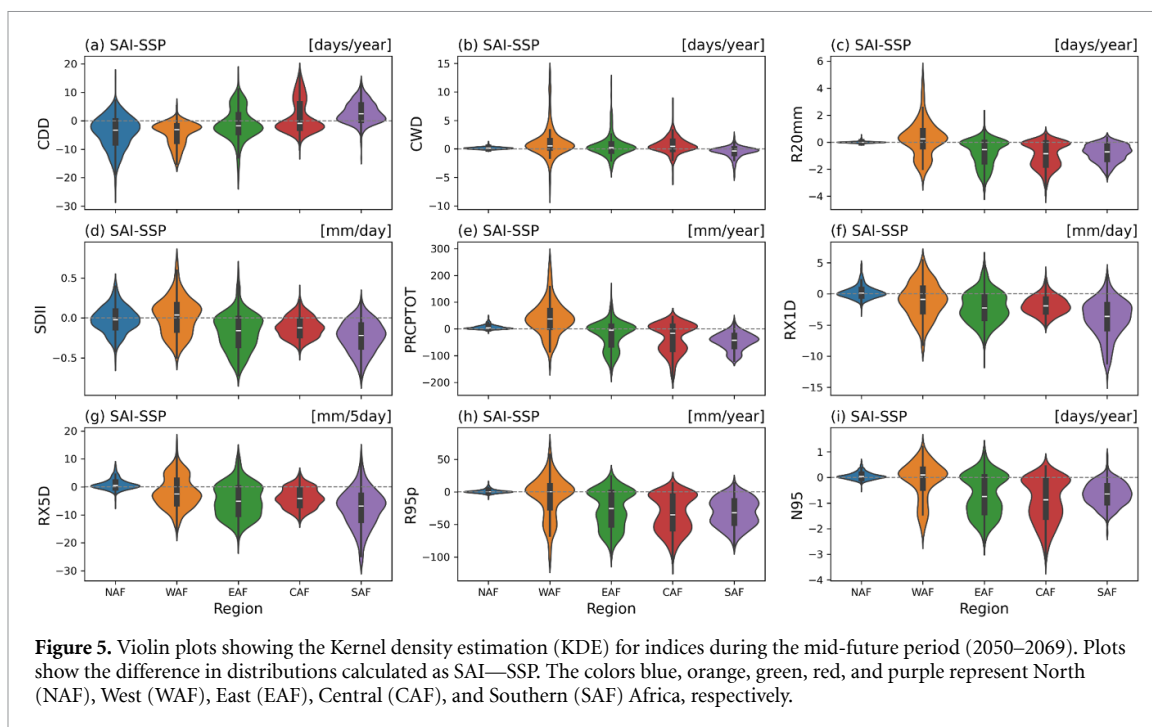 (a) SAI-SSP [days/year]
(b) SAI-SSP [days/year]
(c) SAI-SSP [days/year]
CDD
20
10
0
−10
−20
−30
CWD
15
10
5
0
−5
−10
R20mm
6
4
2
0
−2
−4
(d) SAI-SSP [mm/day]
(e) SAI-SSP [mm/year]
(f) SAI-SSP [mm/day]
SDII
0.5
0.0
−0.5
PRCPTOT
300
200
100
0
−100
−200
RX1D
5
0
−5
−10
−15
(g) SAI-SSP [mm/5day]
(h) SAI-SSP [mm/year]
(i) SAI-SSP [days/year]
RX5D
20
10
0
−10
−20
−30
R95p
50
0
−50
−100
N95
1
0
−1
−2
−3
−4
NAF WAF EAF CAF SAF
NAF WAF EAF CAF SAF
NAF WAF EAF CAF SAF
Region
Region
Region
Figure 5. Violin plots showing the Kernel density estimation (KDE) for indices during the mid-future period (2050–2069). Plots
show the difference in distributions calculated as SAI—SSP. The colors blue, orange, green, red, and purple represent North
(NAF), West (WAF), East (EAF), Central (CAF), and Southern (SAF) Africa, respectively.